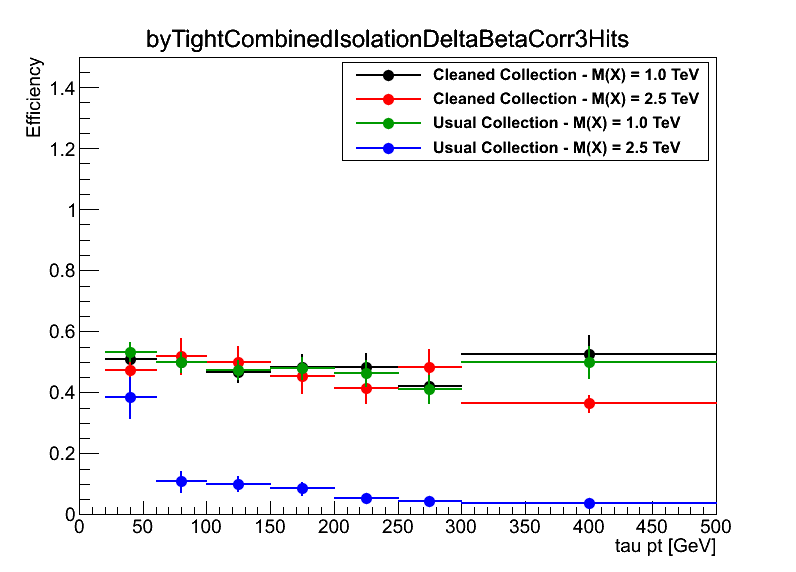 byTightCombinedIsolationDeltaBetaCorr3Hits
Efficiency
Cleaned Collection - M(X) = 1.0 TeV
Cleaned Collection - M(X) = 2.5 TeV
Usual Collection - M(X) = 1.0 TeV
Usual Collection - M(X) = 2.5 TeV
1.4
1.2
1
0.8
0.6
0.4
0.2
0
0 50 100 150 200 250 300 350 400 450 500
tau pt [GeV]